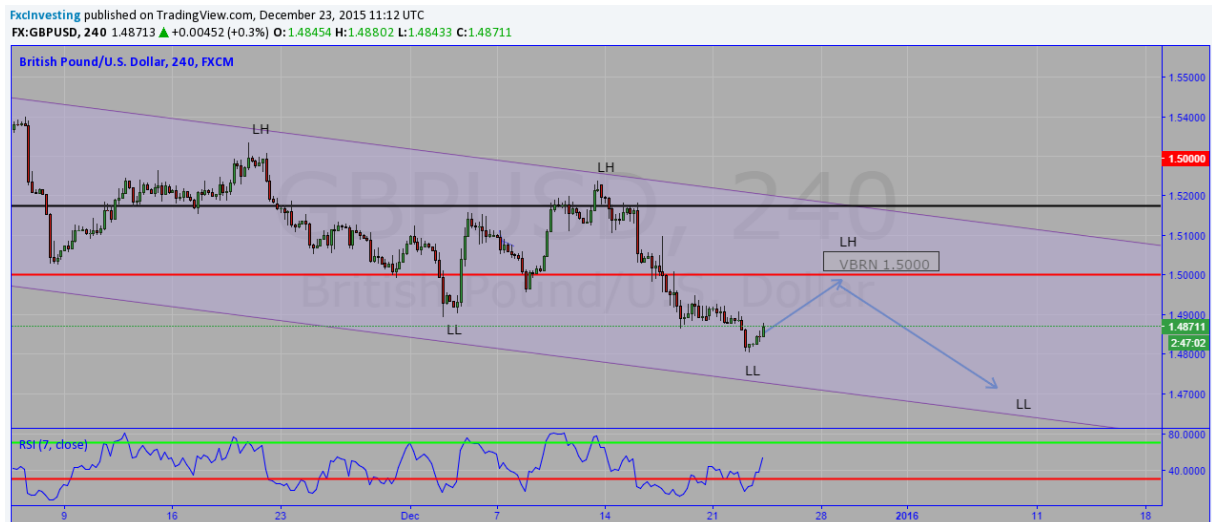 FxcInvesting published on TradingView.com, December 23, 2015 11:12 UTC
FX:GBPUSD, 240 1.48713 ▲ +0.00452 (+0.3%) O: 1.48454 H: 1.48802 L: 1.48433 C: 1.48711
British Pound/U.S. Dollar, 240, FXCM
GBPUSD, 240
British Pound/U.S. Dollar
LH
LH
LH
VBRN 1.5000
LL
LL
LL
1.55000
1.54000
1.50000
1.52000
1.51000
1.50000
1.49000
1.48711
2:47:02
1.48000
1.47000
RSI (7, close)
80.0000
40.0000
9
16
23
Dec
7
14
21
28
2016
11
18